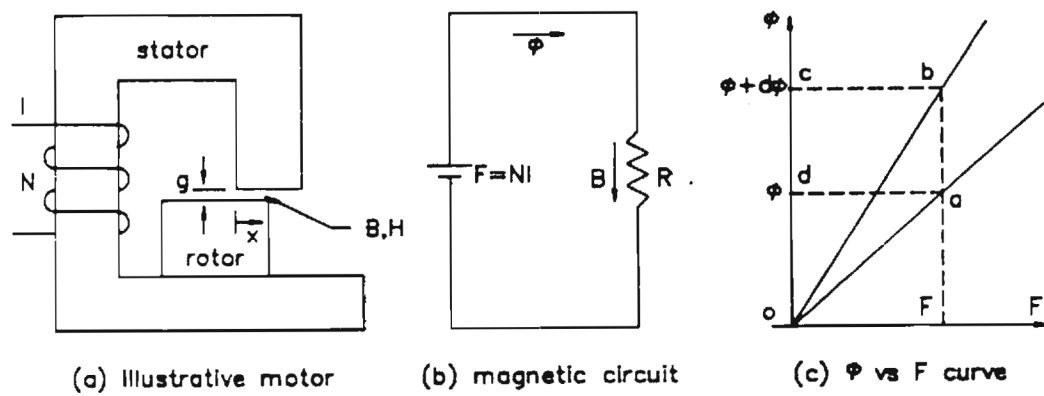 stator
I
N
g
x
rotor
B,H
(a) Illustrative motor
φ
F=NI
B
R
(b) magnetic circuit
φ
φ+dφ
c
b
φ
d
a
o
F
F
(c) φ vs F curve